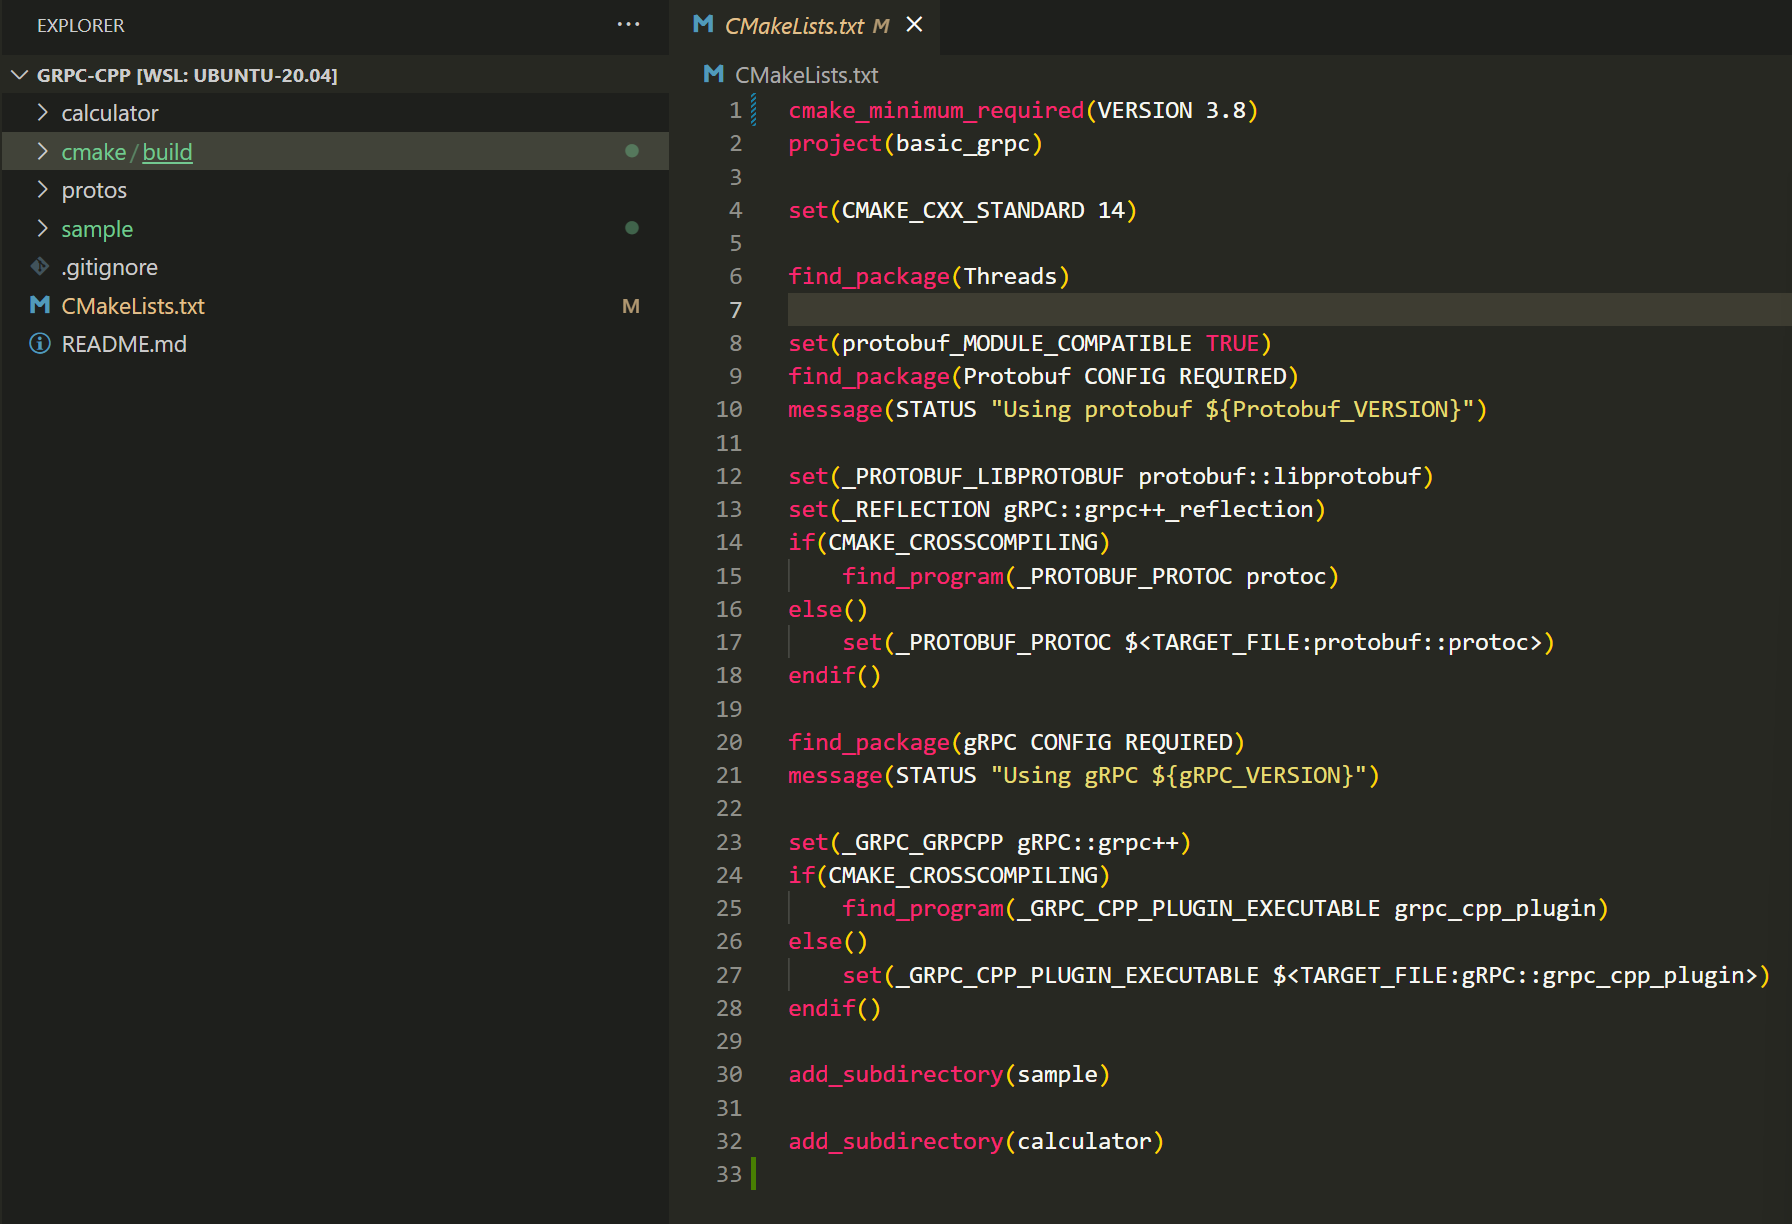 EXPLORER
GRPC-CPP [WSL: UBUNTU-20.04]
calculator
cmake/build
protos
sample
.gitignore
CMakeLists.txt M
README.md
CMakeLists.txt M
CMakeLists.txt
1 cmake_minimum_required(VERSION 3.8)
2 project(basic_grpc)
3
4 set(CMAKE_CXX_STANDARD 14)
5
6 find_package(Threads)
7
8 set(protobuf_MODULE_COMPATIBLE TRUE)
9 find_package(Protobuf CONFIG REQUIRED)
10 message(STATUS "Using protobuf ${Protobuf_VERSION}")
11
12 set(_PROTOBUF_LIBPROTOBUF protobuf::libprotobuf)
13 set(_REFLECTION gRPC::grpc++_reflection)
14 if(CMAKE_CROSSCOMPILING)
15     find_program(_PROTOBUF_PROTOC protoc)
16 else()
17     set(_PROTOBUF_PROTOC $<TARGET_FILE:protobuf::protoc>)
18 endif()
19
20 find_package(gRPC CONFIG REQUIRED)
21 message(STATUS "Using gRPC ${gRPC_VERSION}")
22
23 set(_GRPC_GRPCPP gRPC::grpc++)
24 if(CMAKE_CROSSCOMPILING)
25     find_program(_GRPC_CPP_PLUGIN_EXECUTABLE grpc_cpp_plugin)
26 else()
27     set(_GRPC_CPP_PLUGIN_EXECUTABLE $<TARGET_FILE:gRPC::grpc_cpp_plugin>)
28 endif()
29
30 add_subdirectory(sample)
31
32 add_subdirectory(calculator)
33